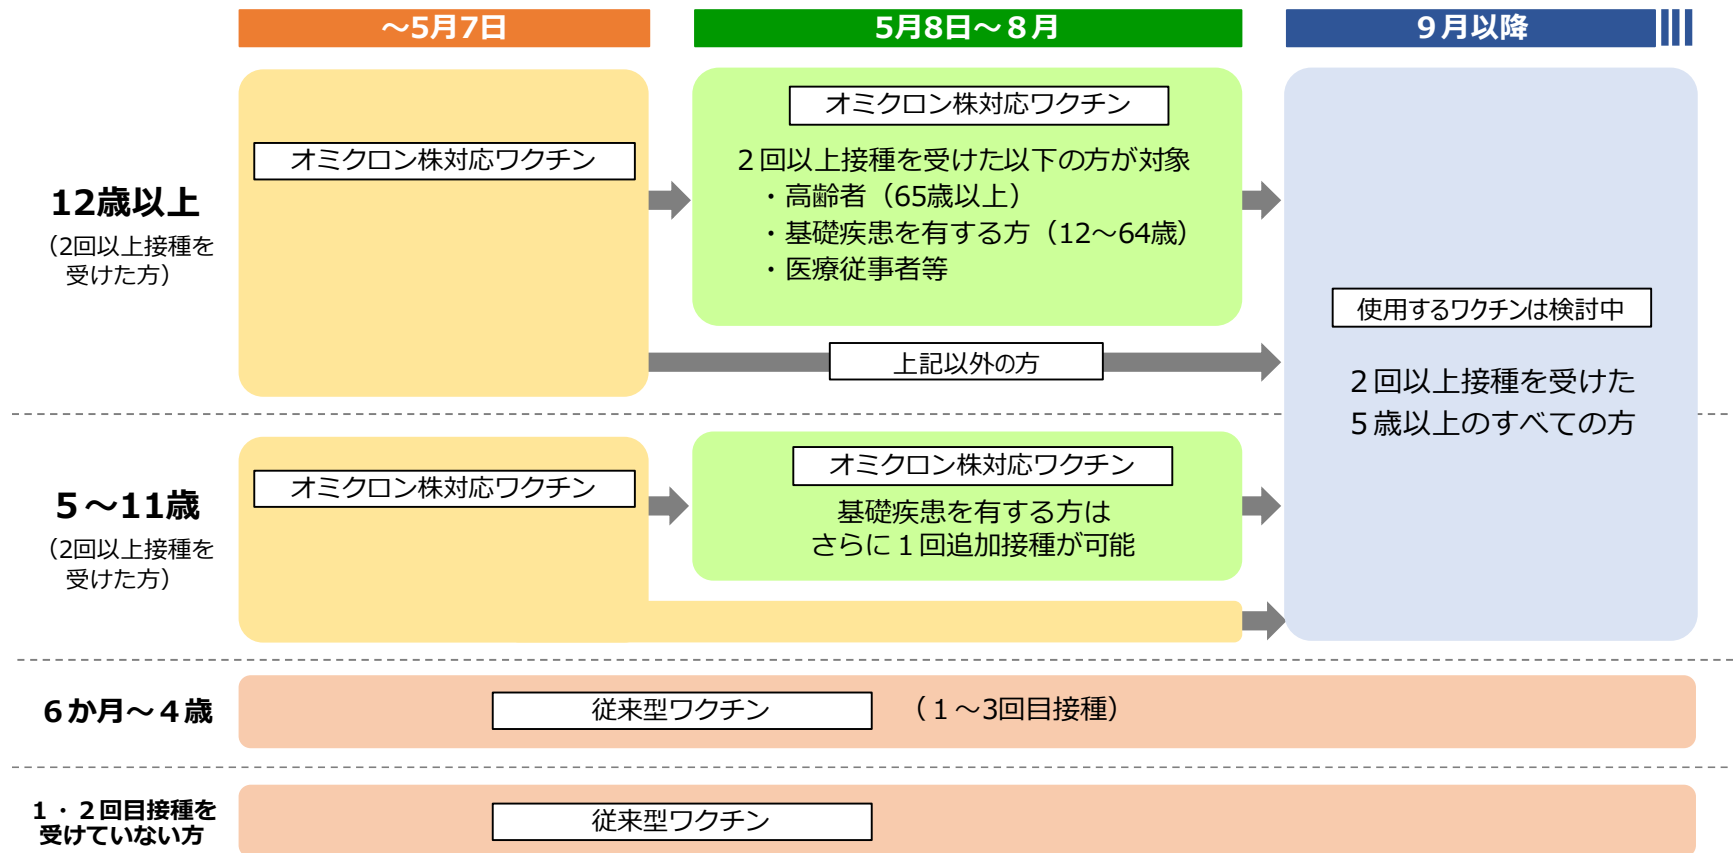 ～5月7日
5月8日～８月
９月以降
12歳以上
（2回以上接種を
受けた方）
オミクロン株対応ワクチン
オミクロン株対応ワクチン
２回以上接種を受けた以下の方が対象
・高齢者（65歳以上）
・基礎疾患を有する方（12～64歳）
・医療従事者等
上記以外の方
使用するワクチンは検討中
２回以上接種を受けた
５歳以上のすべての方
５～11歳
（2回以上接種を
受けた方）
オミクロン株対応ワクチン
オミクロン株対応ワクチン
基礎疾患を有する方は
さらに１回追加接種が可能
６か月～４歳
従来型ワクチン
（１～3回目接種）
１・２回目接種を
受けていない方
従来型ワクチン